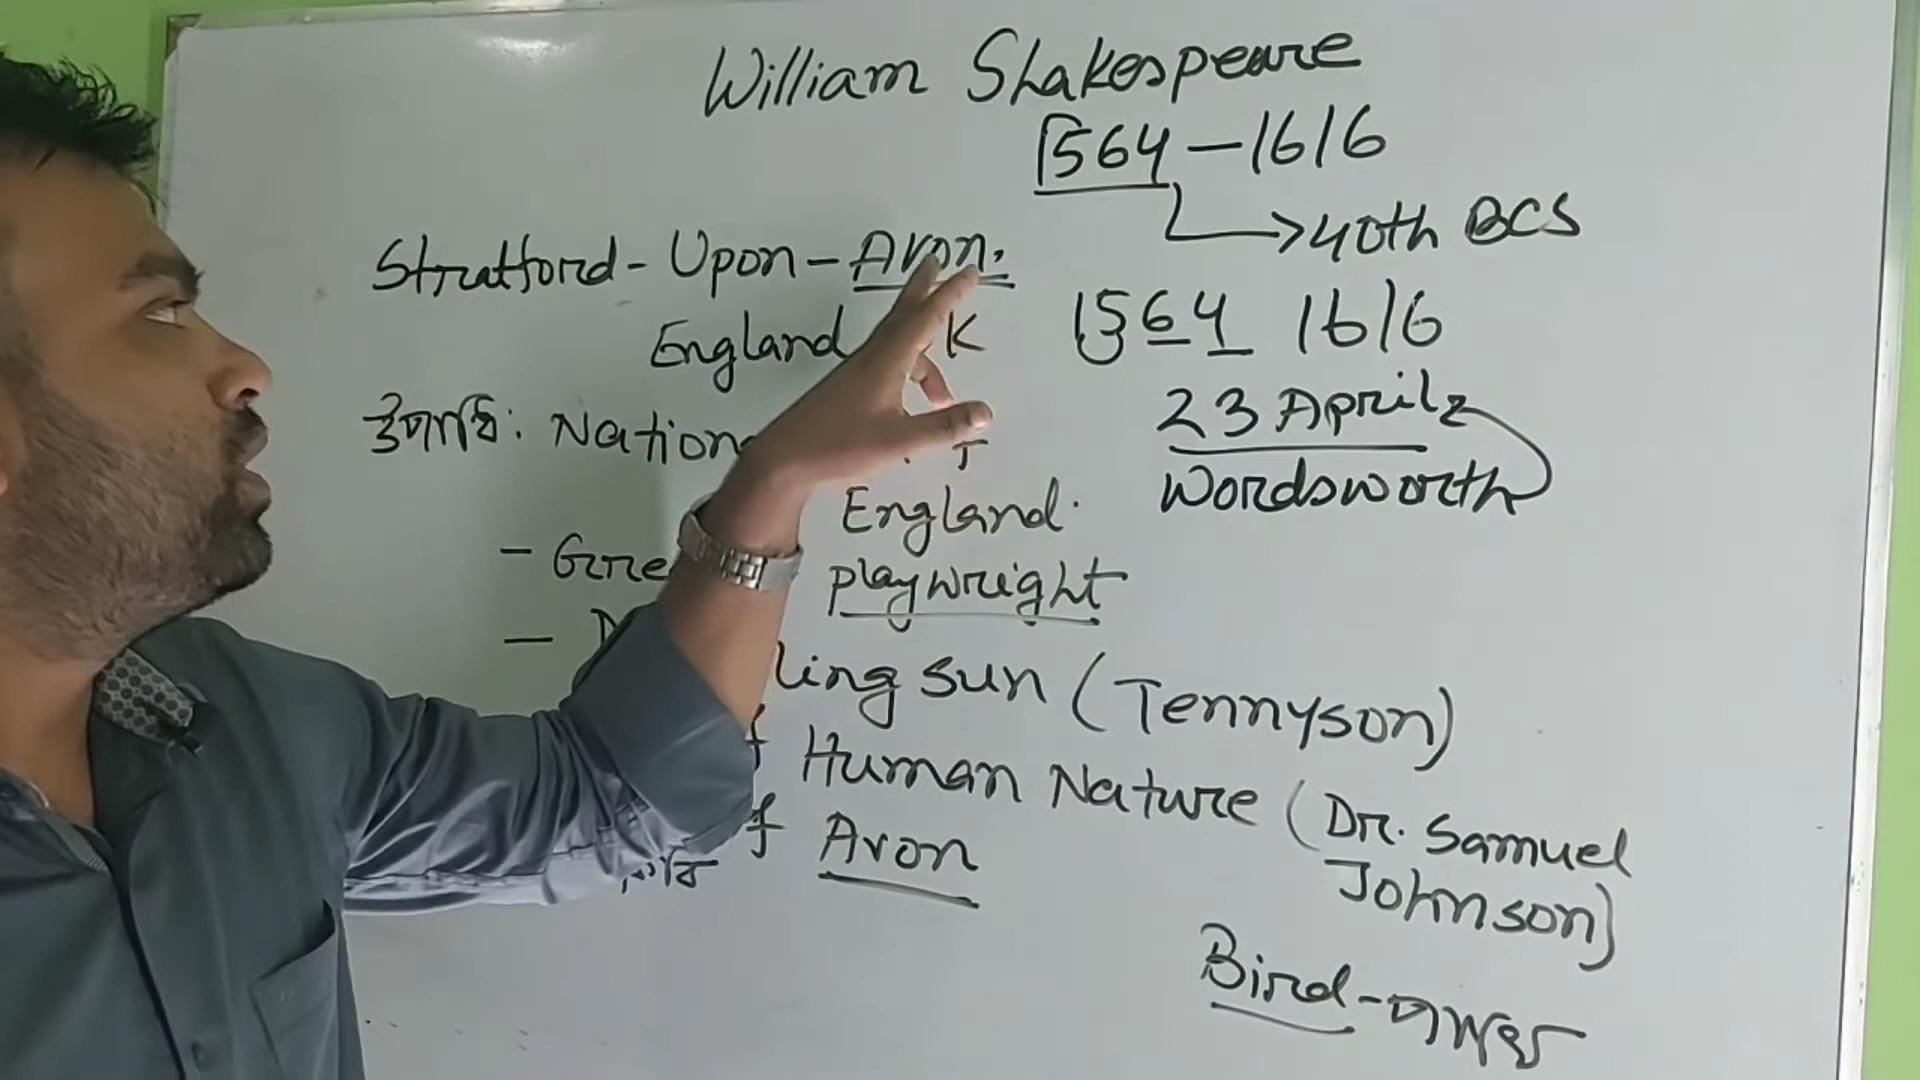 William Shakespeare
1564 – 1616
→ 40th BCS
Stratford - Upon - Avon.
England K
1564 1616
23 April
Wordsworth
উপাধি: Nation
England.
- Gre
playwright
ling sun (Tennyson)
f Human Nature (Dr. Samuel Johnson)
f Avon
Bird -